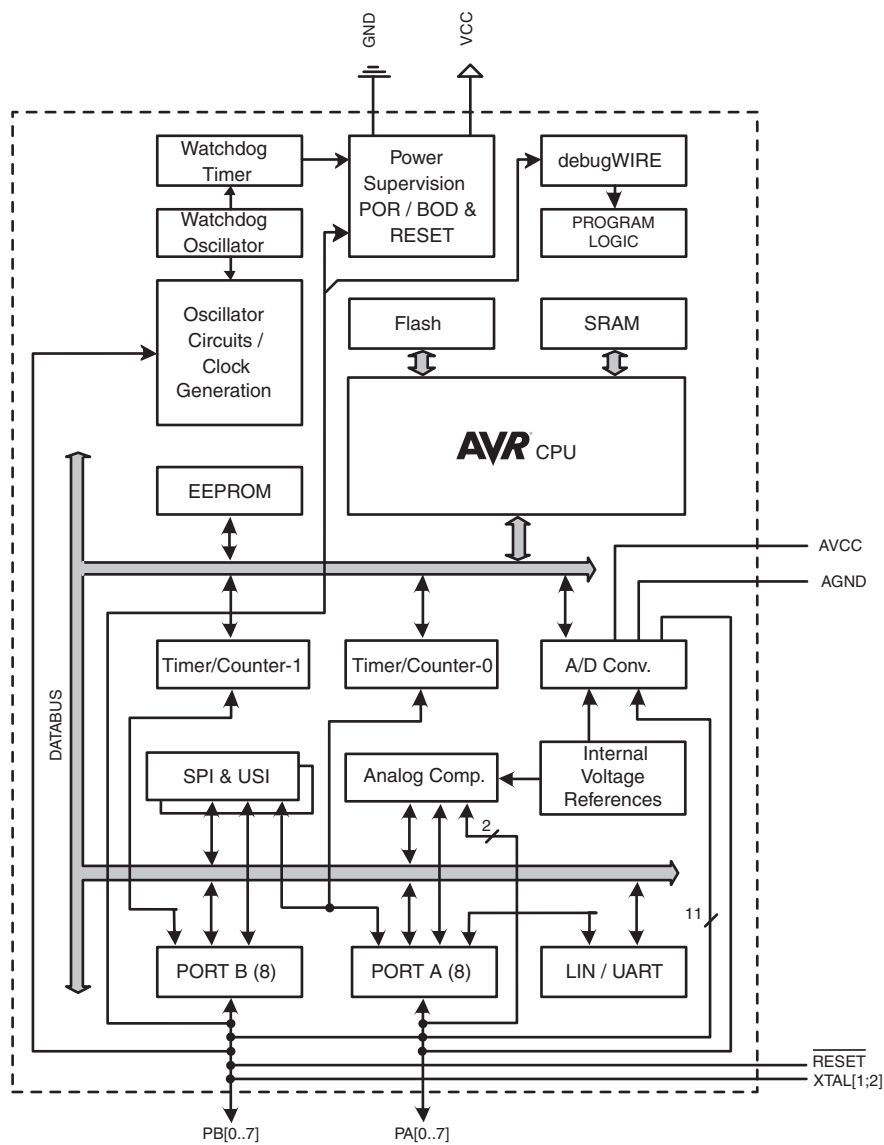 GND
VCC
Watchdog
Timer
Power
Supervision
POR / BOD &
RESET
debugWIRE
Watchdog
Oscillator
PROGRAM
LOGIC
Oscillator
Circuits /
Clock
Generation
Flash
SRAM
AVR CPU
EEPROM
AVCC
AGND
Timer/Counter-1
Timer/Counter-0
A/D Conv.
DATABUS
SPI & USI
Analog Comp.
Internal
Voltage
References
2
11
PORT B (8)
PORT A (8)
LIN / UART
RESET
XTAL[1;2]
PB[0..7]
PA[0..7]